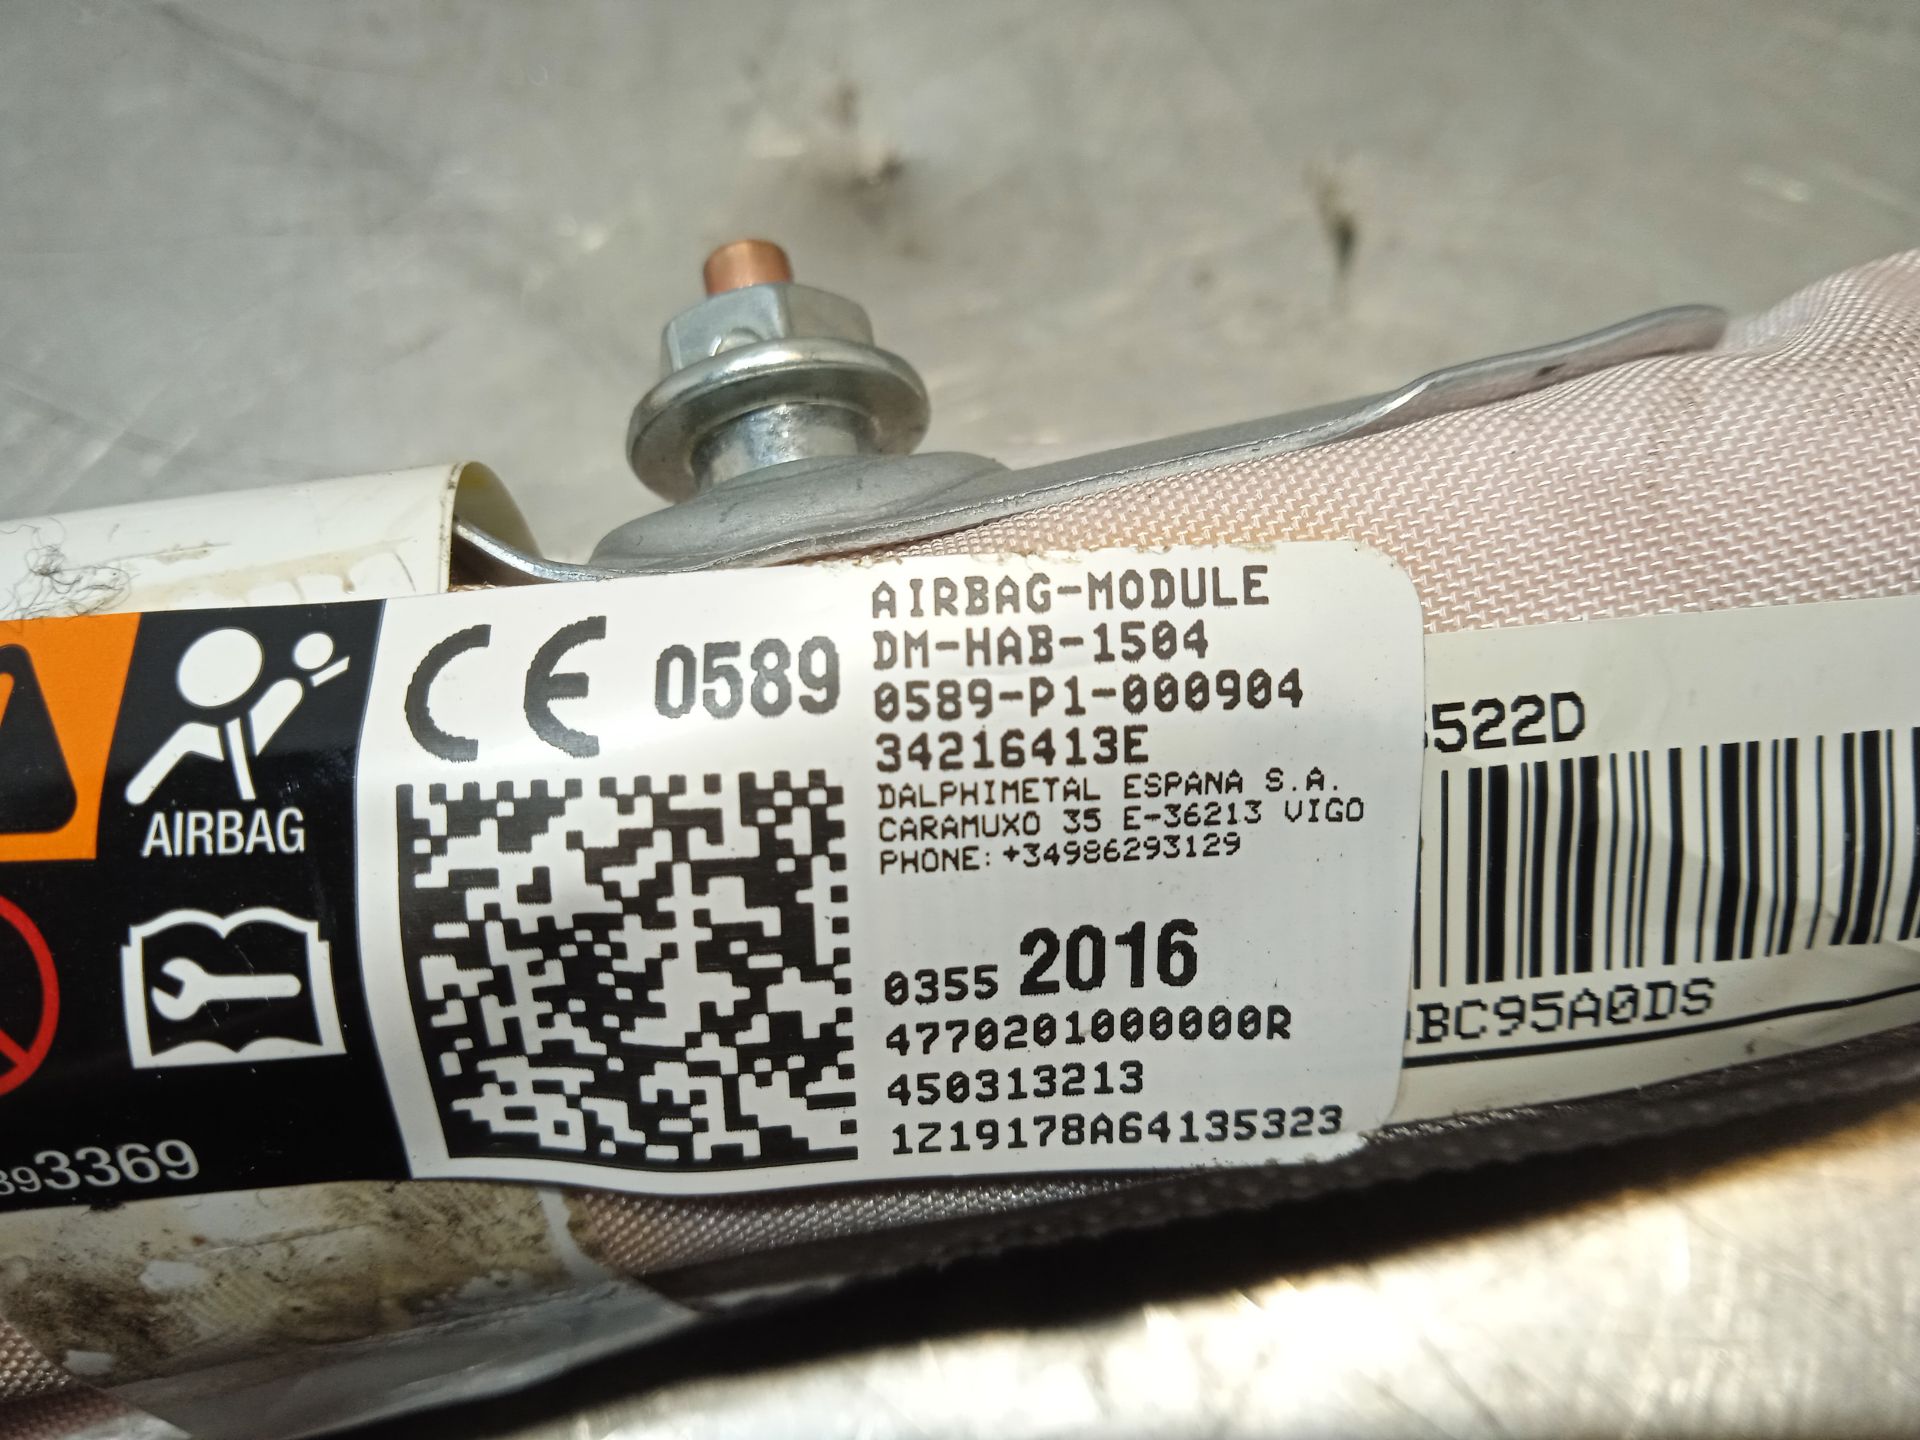 AIRBAG
3369
CE 0589
AIRBAG-MODULE
DM-HAB-1504
0589-P1-000904
34216413E
DALPHIMETAL ESPANA S.A.
CARAMUXO 35 E-36213 VIGO
PHONE: +34986293129
0355 2016
4770201000000R
450313213
1Z19178A64135323
522D
BC95A0DS